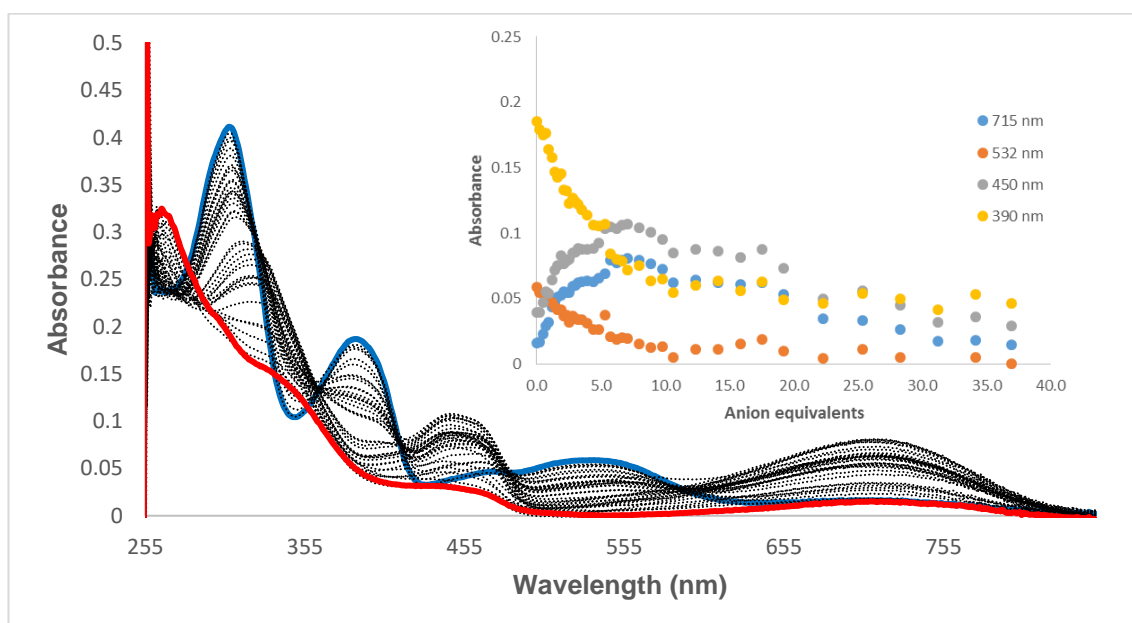 0.5
0.45
0.4
0.35
0.3
0.25
0.2
0.15
0.1
0.05
0
Absorbance
255 355 455 555 655 755
Wavelength (nm)
0.25
0.2
0.15
0.1
0.05
0
Absorbance
0.0 5.0 10.0 15.0 20.0 25.0 30.0 35.0 40.0
Anion equivalents
715 nm
532 nm
450 nm
390 nm